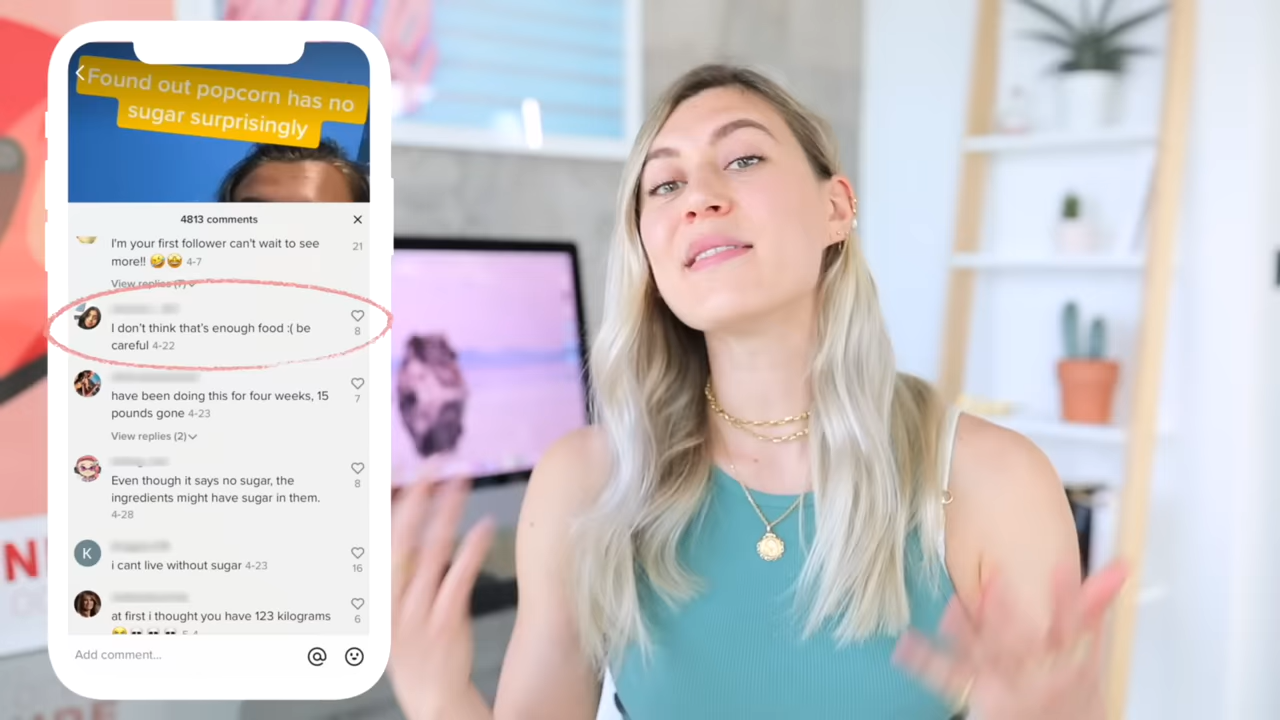 Found out popcorn has no
sugar surprisingly
4813 comments
I'm your first follower can't wait to see
more!! 🤣🤩 4-7
21
View replies (7)
I don't think that's enough food :( be
careful 4-22
8
have been doing this for four weeks, 15
pounds gone 4-23
7
View replies (2)
Even though it says no sugar, the
ingredients might have sugar in them.
4-28
8
K
i cant live without sugar 4-23
16
at first i thought you have 123 kilograms
6
Add comment...